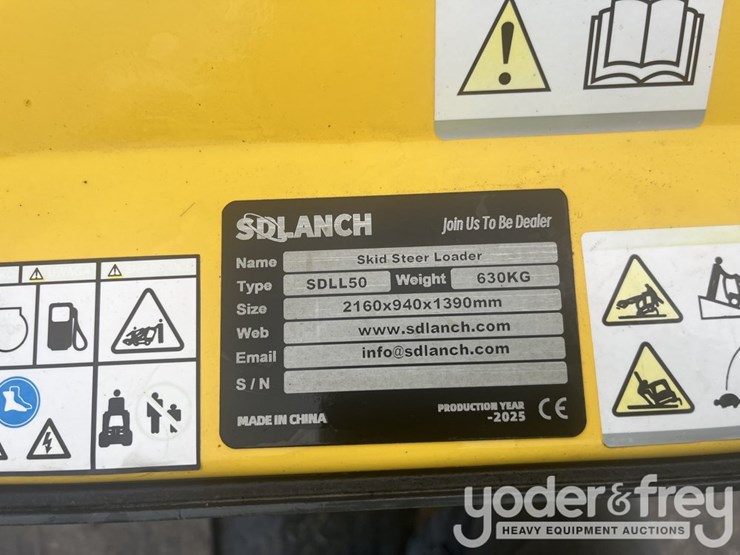 SDLANCH
Join Us To Be Dealer
Name Skid Steer Loader
Type SDLL50 Weight 630KG
Size 2160x940x1390mm
Web www.sdlanch.com
Email info@sdlanch.com
S/N
MADE IN CHINA
PRODUCTION YEAR
-2025
CE
yoder&frey
HEAVY EQUIPMENT AUCTIONS